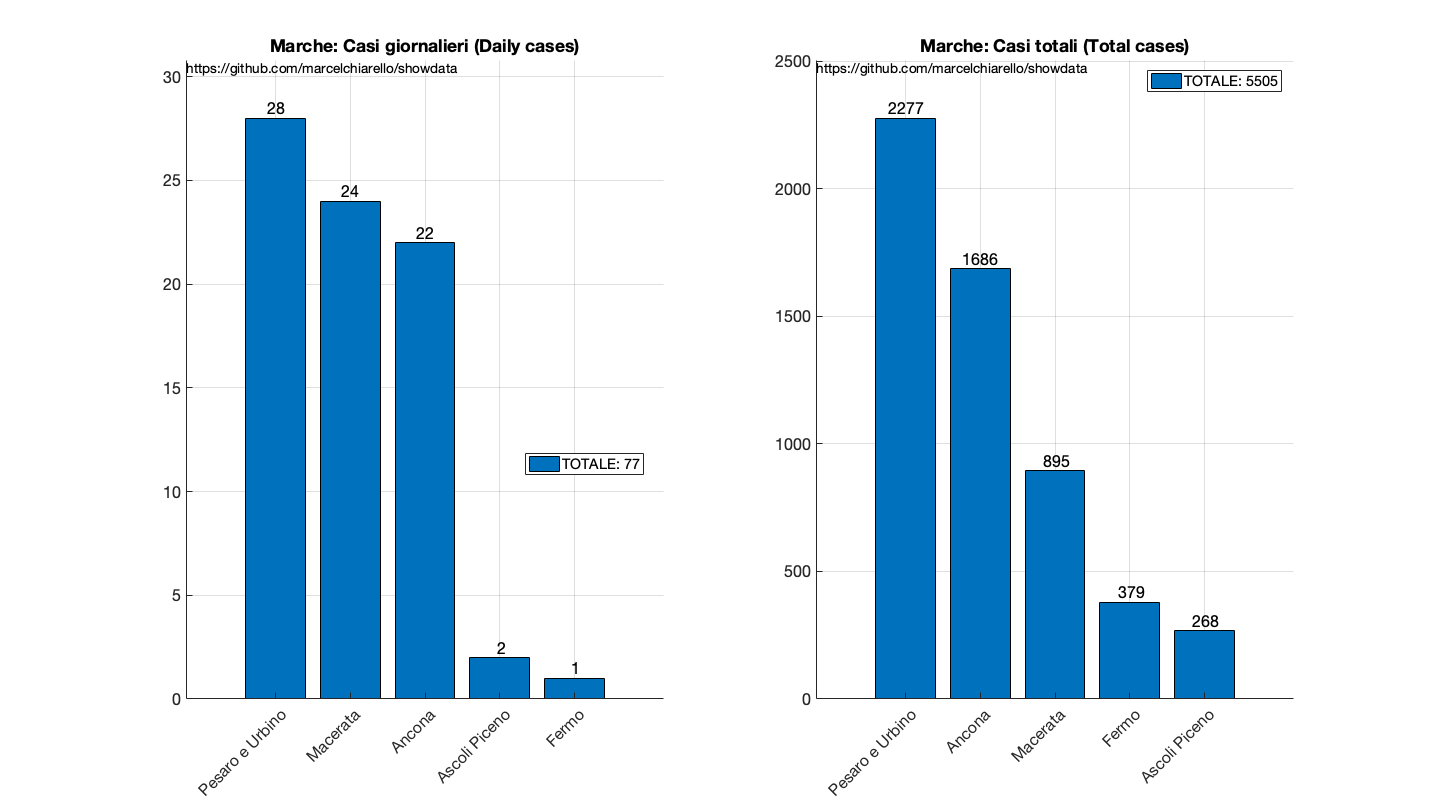 Marche: Casi giornalieri (Daily cases)
https://github.com/marcelchiarello/showdata
30
25
20
15
10
5
0
28
24
22
2
1
TOTALE: 77
Pesaro e Urbino
Macerata
Ancona
Ascoli Piceno
Fermo
Marche: Casi totali (Total cases)
https://github.com/marcelchiarello/showdata
TOTALE: 5505
2500
2000
1500
1000
500
0
2277
1686
895
379
268
Pesaro e Urbino
Ancona
Macerata
Fermo
Ascoli Piceno